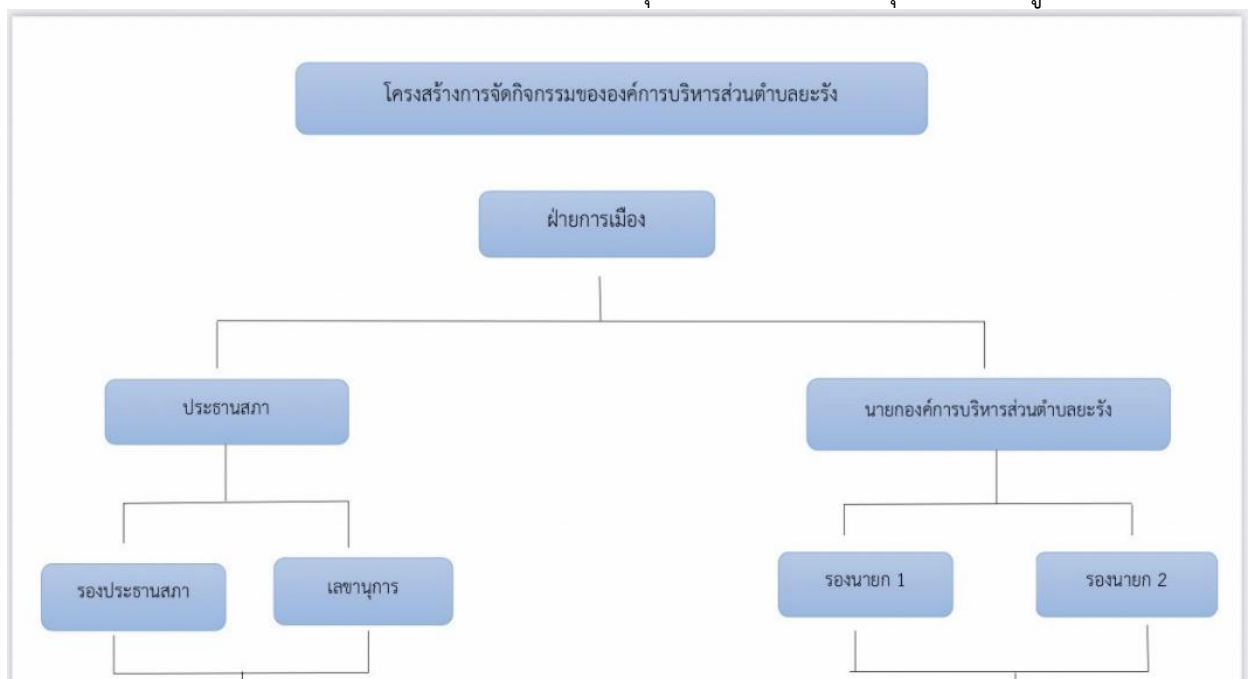 โครงสร้างการจัดกิจกรรมขององค์การบริหารส่วนตำบลยะรัง
ฝ่ายการเมือง
ประธานสภา
นายกองค์การบริหารส่วนตำบลยะรัง
รองประธานสภา
เลขานุการ
รองนายก 1
รองนายก 2